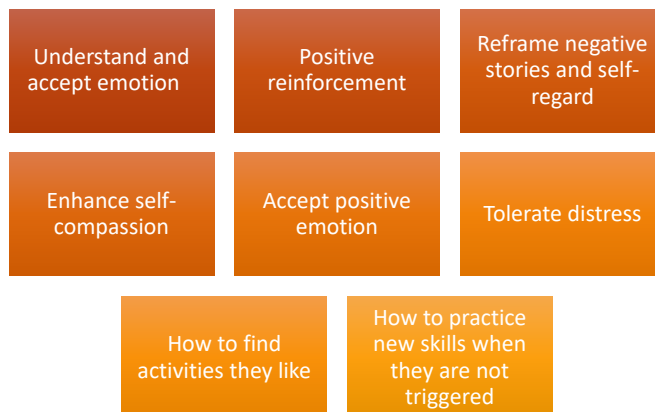 Understand and
accept emotion
Positive
reinforcement
Reframe negative
stories and self-
regard
Enhance self-
compassion
Accept positive
emotion
Tolerate distress
How to find
activities they like
How to practice
new skills when
they are not
triggered